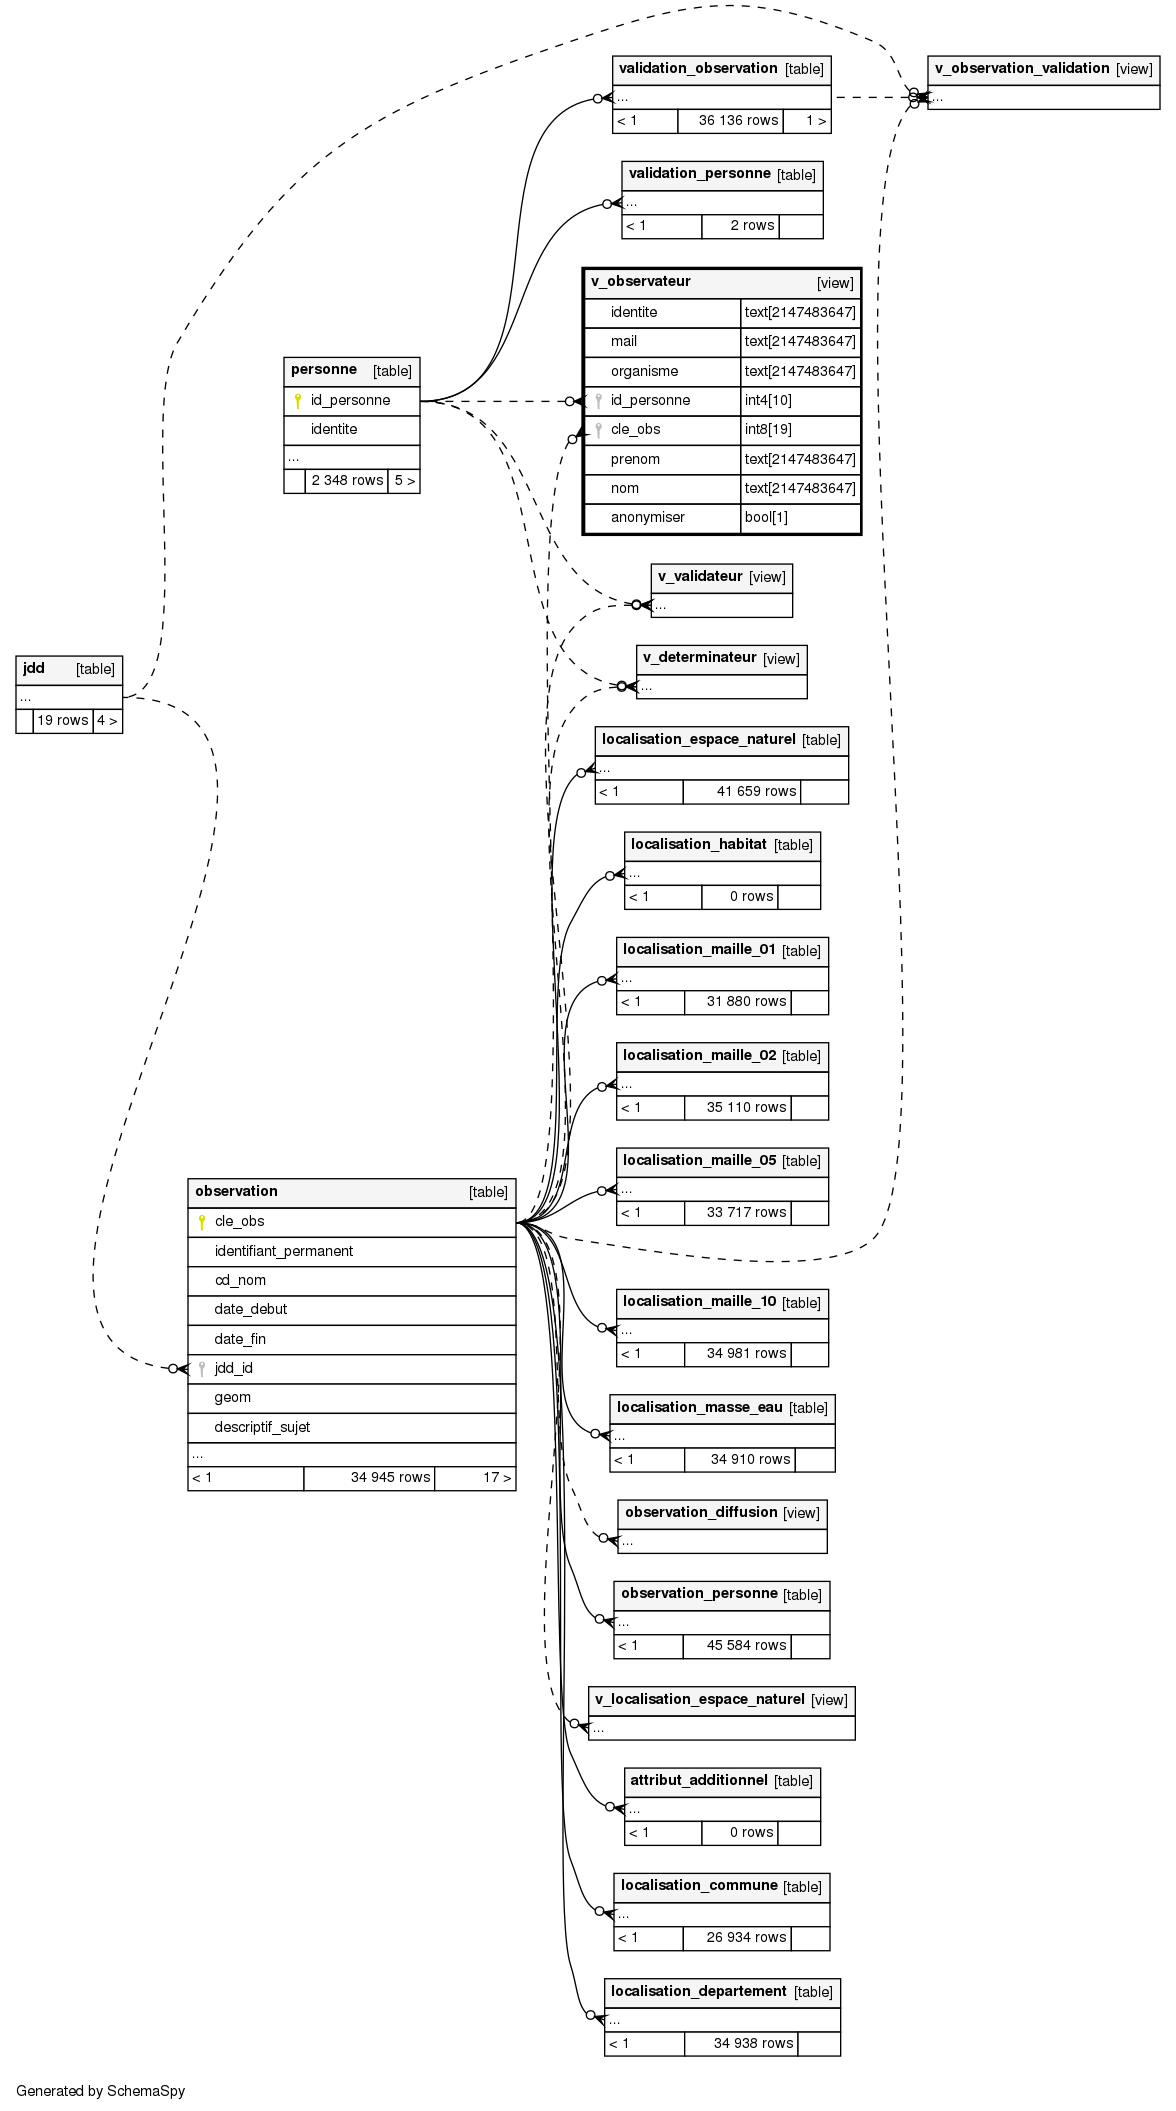 validation_observation [table]
...
< 1 36 136 rows 1 >
v_observation_validation [view]
...
validation_personne [table]
...
< 1 2 rows
v_observateur [view]
identite text[2147483647]
mail text[2147483647]
organisme text[2147483647]
id_personne int4[10]
cle_obs int8[19]
prenom text[2147483647]
nom text[2147483647]
anonymiser bool[1]
personne [table]
id_personne
identite
...
2 348 rows 5 >
v_validateur [view]
...
v_determinateur [view]
...
jdd [table]
...
19 rows 4 >
localisation_espace_naturel [table]
...
< 1 41 659 rows
localisation_habitat [table]
...
< 1 0 rows
localisation_maille_01 [table]
...
< 1 31 880 rows
localisation_maille_02 [table]
...
< 1 35 110 rows
localisation_maille_05 [table]
...
< 1 33 717 rows
observation [table]
cle_obs
identifiant_permanent
cd_nom
date_debut
date_fin
jdd_id
geom
descriptif_sujet
...
< 1 34 945 rows 17 >
localisation_maille_10 [table]
...
< 1 34 981 rows
localisation_masse_eau [table]
...
< 1 34 910 rows
observation_diffusion [view]
...
observation_personne [table]
...
< 1 45 584 rows
v_localisation_espace_naturel [view]
...
attribut_additionnel [table]
...
< 1 0 rows
localisation_commune [table]
...
< 1 26 934 rows
localisation_departement [table]
...
< 1 34 938 rows
Generated by SchemaSpy